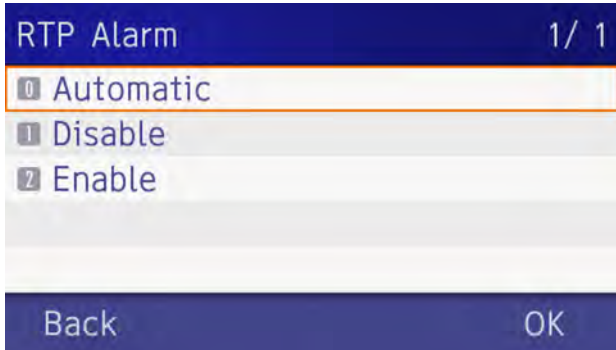 RTP Alarm 1/ 1
0 Automatic
1 Disable
2 Enable
Back OK